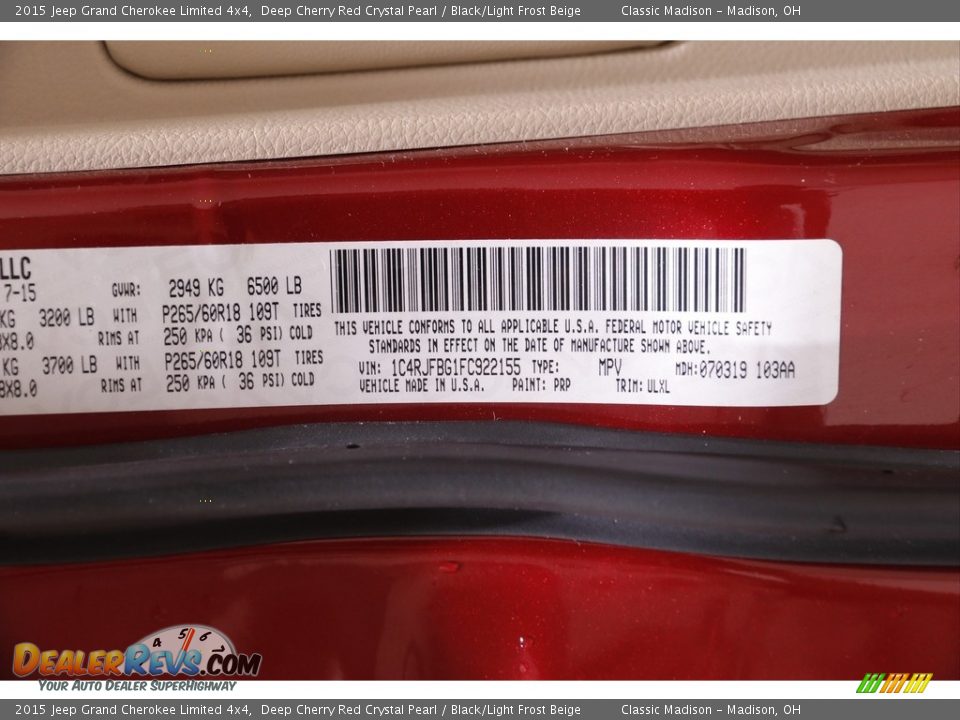 2015 Jeep Grand Cherokee Limited 4x4, Deep Cherry Red Crystal Pearl / Black/Light Frost Beige Classic Madison - Madison, OH
LLC
7-15 GVWR: 2949 KG 6500 LB
KG 3200 LB WITH P265/60R18 109T TIRES
8X8.0 RIMS AT 250 KPA ( 36 PSI) COLD
KG 3700 LB WITH P265/60R18 109T TIRES
8X8.0 RIMS AT 250 KPA ( 36 PSI) COLD
THIS VEHICLE CONFORMS TO ALL APPLICABLE U.S.A. FEDERAL MOTOR VEHICLE SAFETY
STANDARDS IN EFFECT ON THE DATE OF MANUFACTURE SHOWN ABOVE.
VIN: 1C4RJFBG1FC922155 TYPE: MPV MDH:070319 103AA
VEHICLE MADE IN U.S.A. PAINT: PRP TRIM: ULXL
4 5 6
DEALERREVS.COM
YOUR AUTO DEALER SUPERHIGHWAY
2015 Jeep Grand Cherokee Limited 4x4, Deep Cherry Red Crystal Pearl / Black/Light Frost Beige Classic Madison - Madison, OH